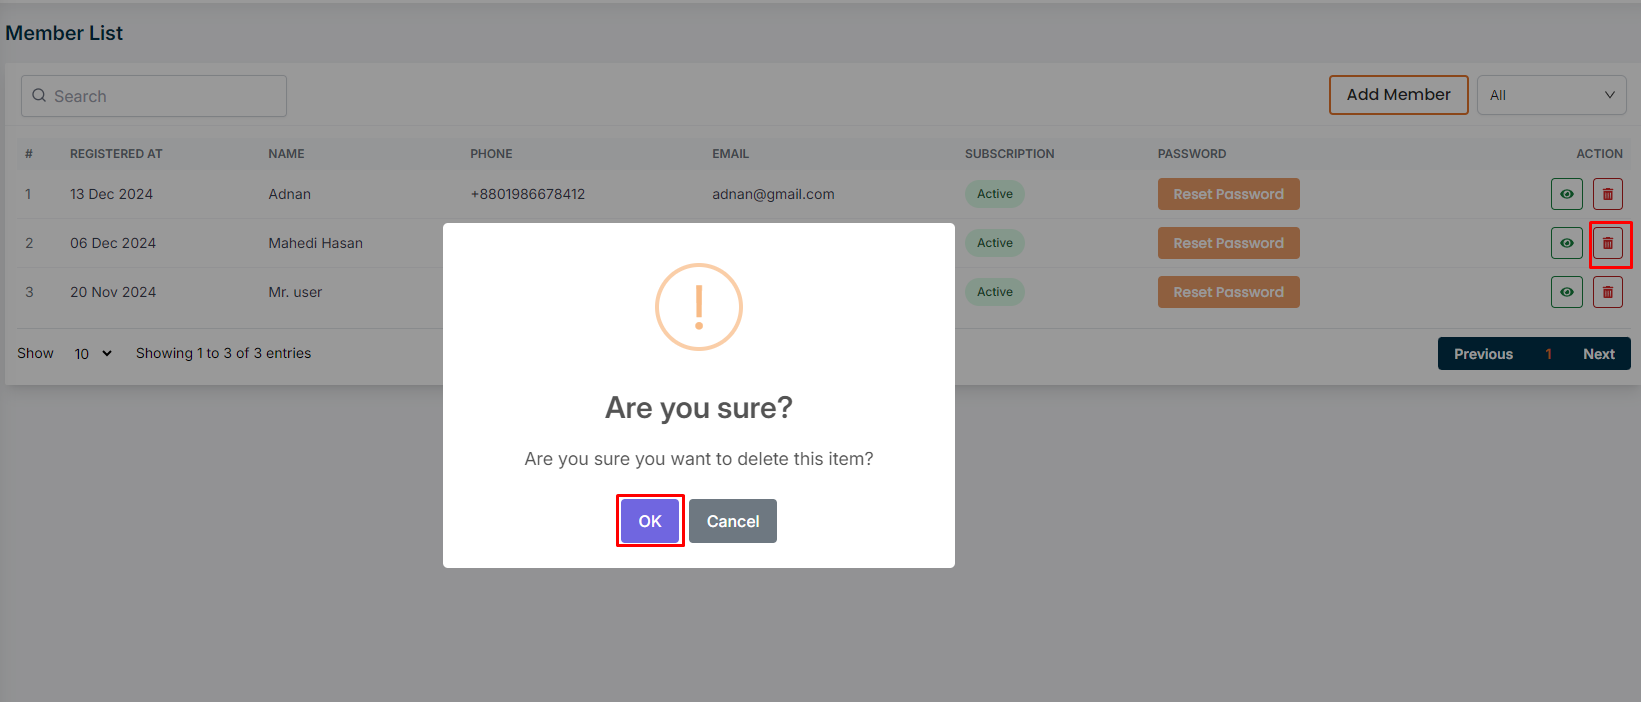 Member List
Search
Add Member
All
# REGISTERED AT NAME PHONE EMAIL SUBSCRIPTION PASSWORD ACTION
1 13 Dec 2024 Adnan +8801986678412 adnan@gmail.com Active Reset Password
2 06 Dec 2024 Mahedi Hasan Active Reset Password
3 20 Nov 2024 Mr. user Active Reset Password
Show 10 Showing 1 to 3 of 3 entries Previous 1 Next
!
Are you sure?
Are you sure you want to delete this item?
OK Cancel